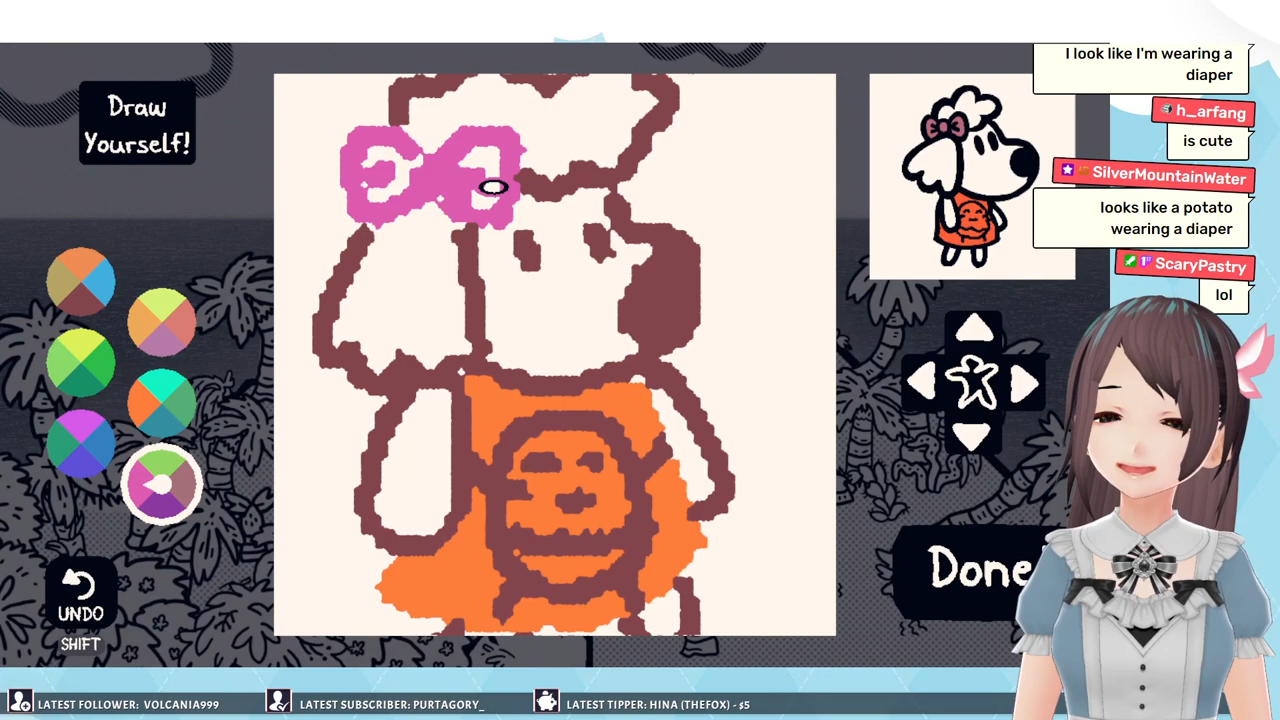 Draw
Yourself!
I look like I'm wearing a
diaper
h_arfang
is cute
SilverMountainWater
looks like a potato
wearing a diaper
ScaryPastry
lol
UNDO
SHIFT
Done
LATEST FOLLOWER: VOLCANIA999
LATEST SUBSCRIBER: PURTAGORY_
LATEST TIPPER: HINA (THEFOX) - $5